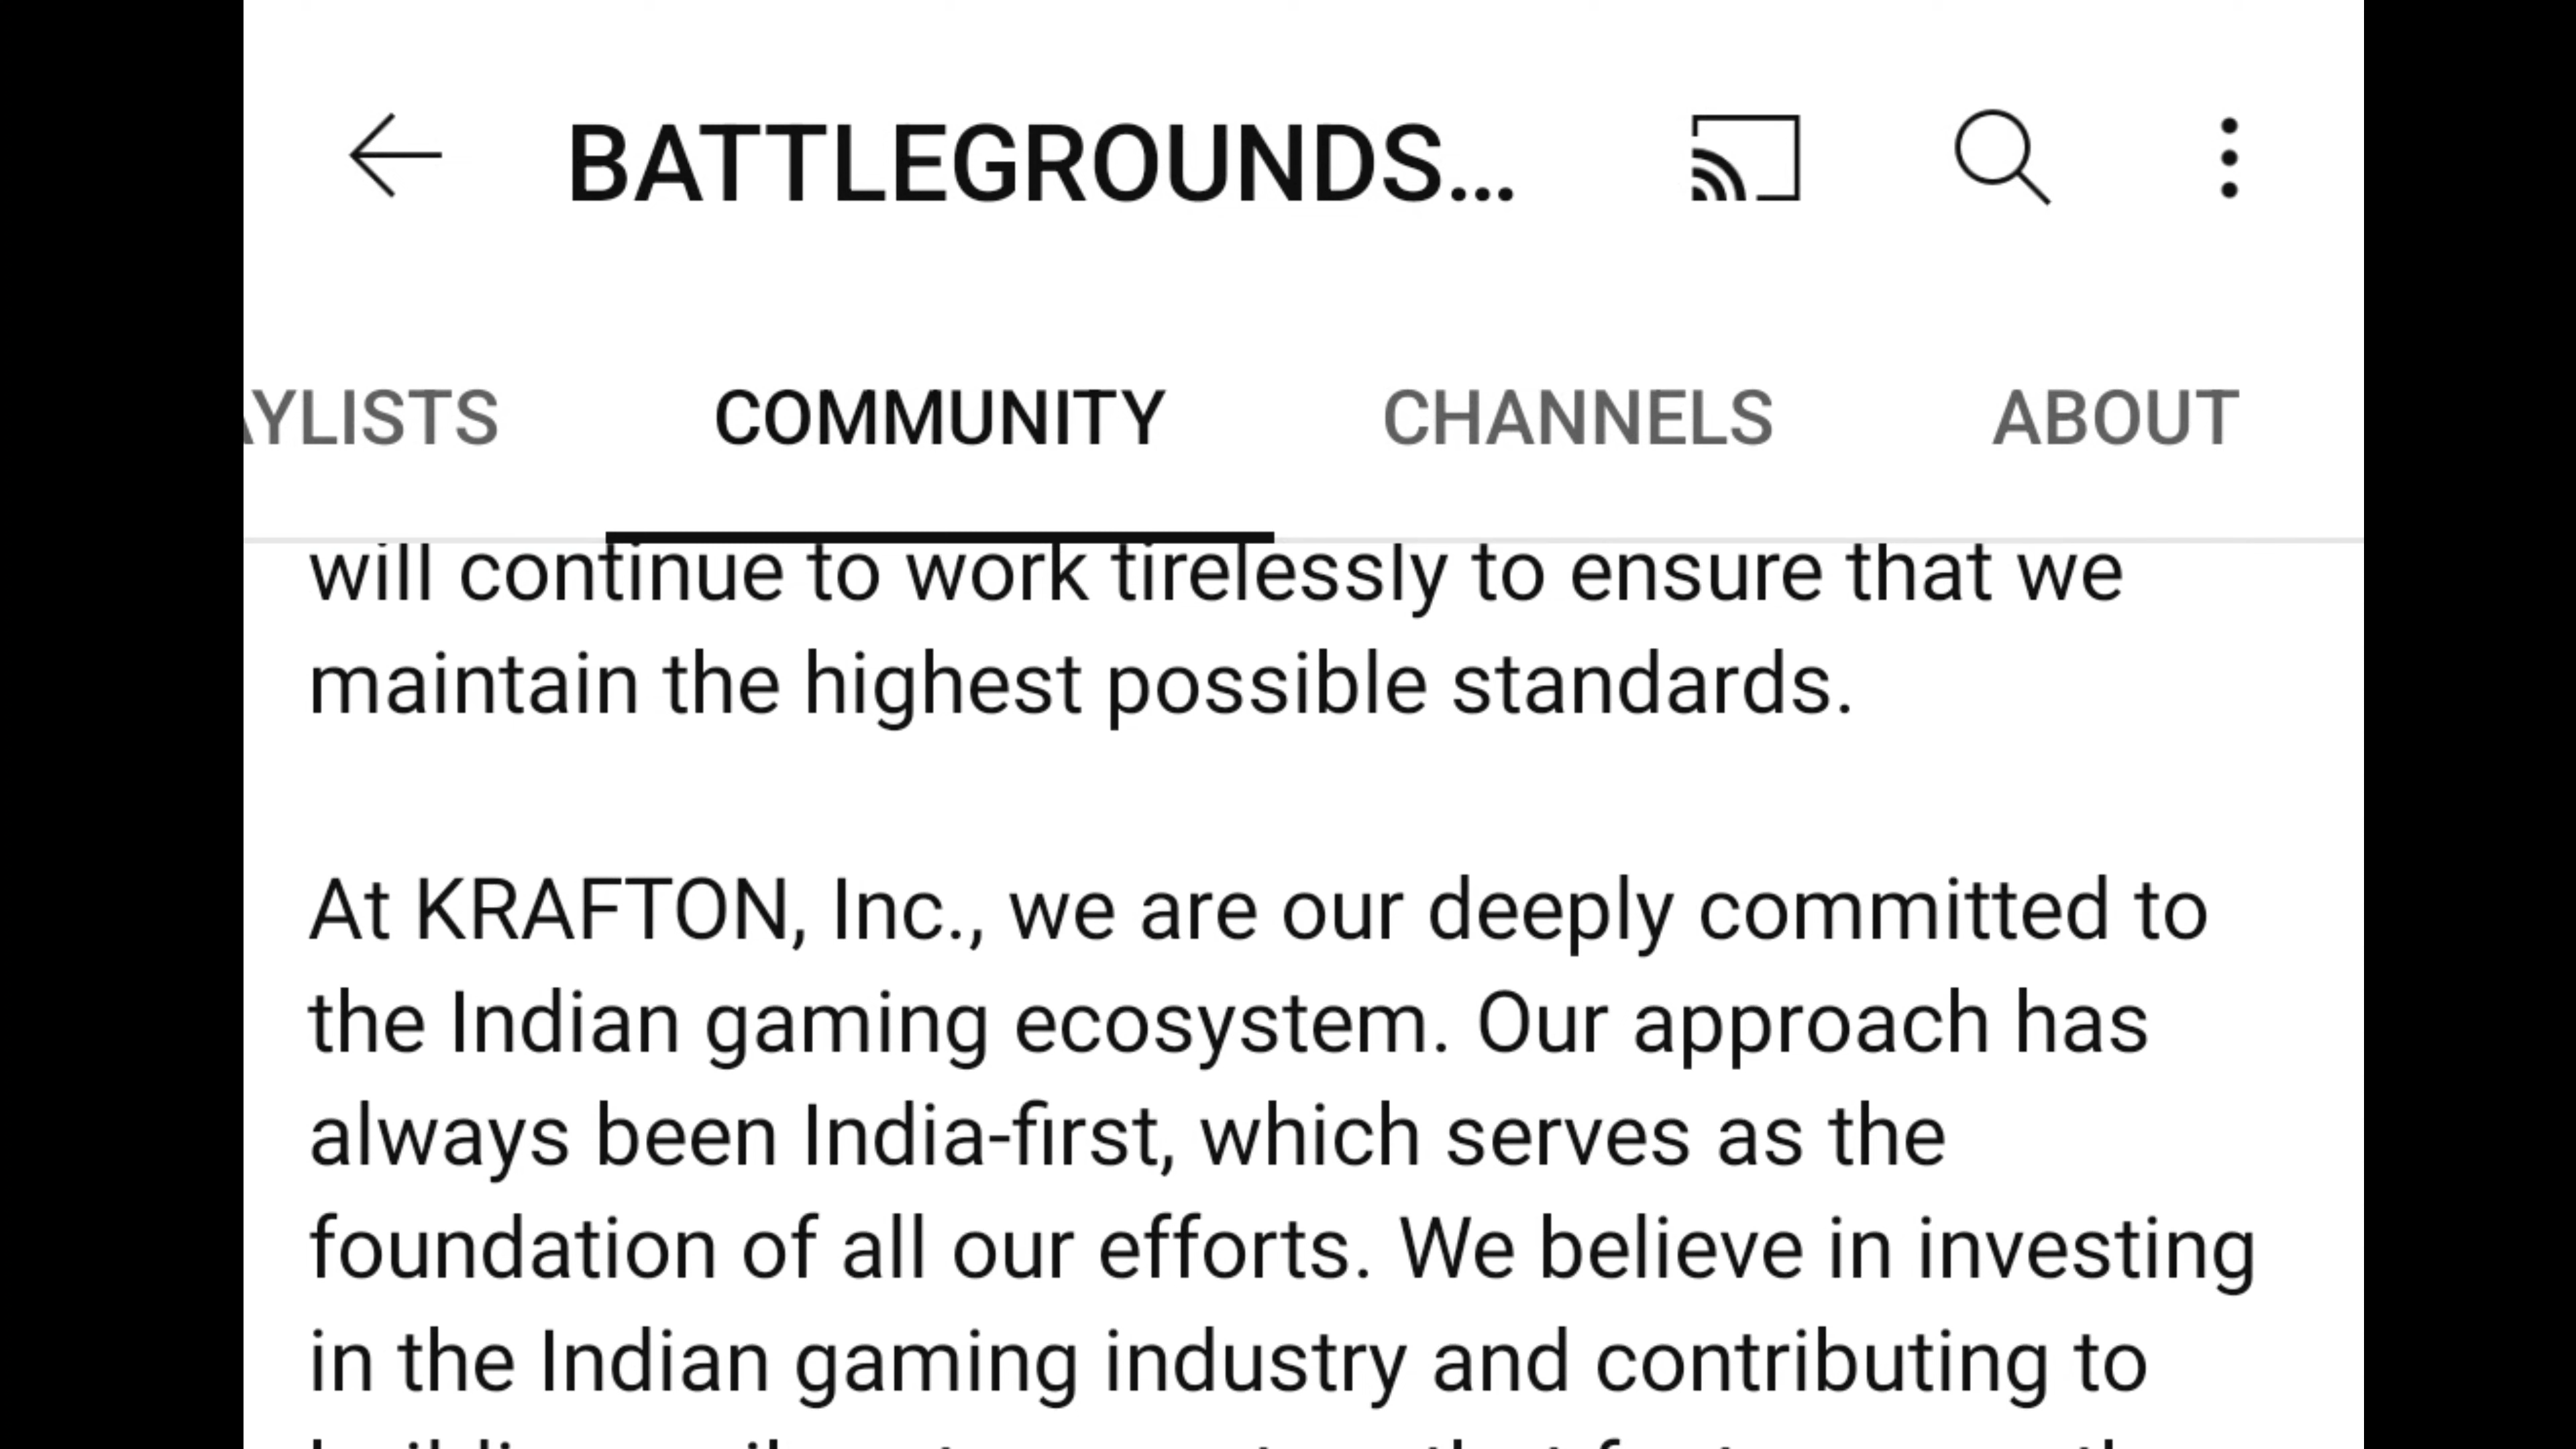 BATTLEGROUNDS...
AYLISTS COMMUNITY CHANNELS ABOUT
will continue to work tirelessly to ensure that we
maintain the highest possible standards.
At KRAFTON, Inc., we are our deeply committed to
the Indian gaming ecosystem. Our approach has
always been India-first, which serves as the
foundation of all our efforts. We believe in investing
in the Indian gaming industry and contributing to